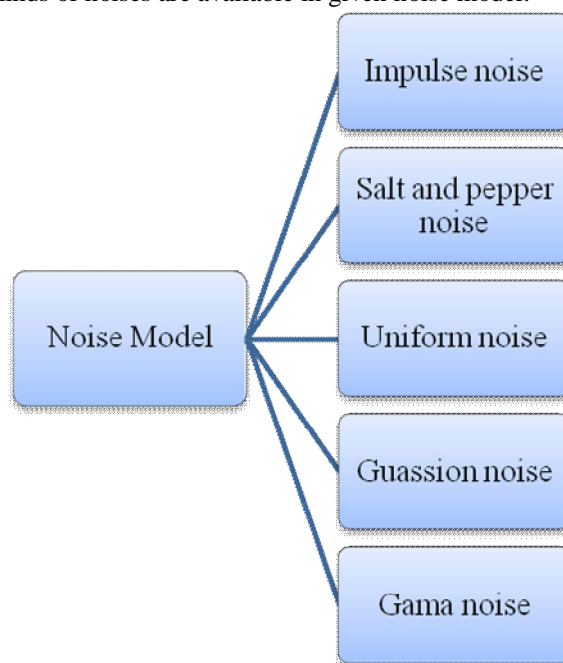 kinds of noises are available in given noise model.
Impulse noise
Salt and pepper
noise
Noise Model
Uniform noise
Guassion noise
Gama noise